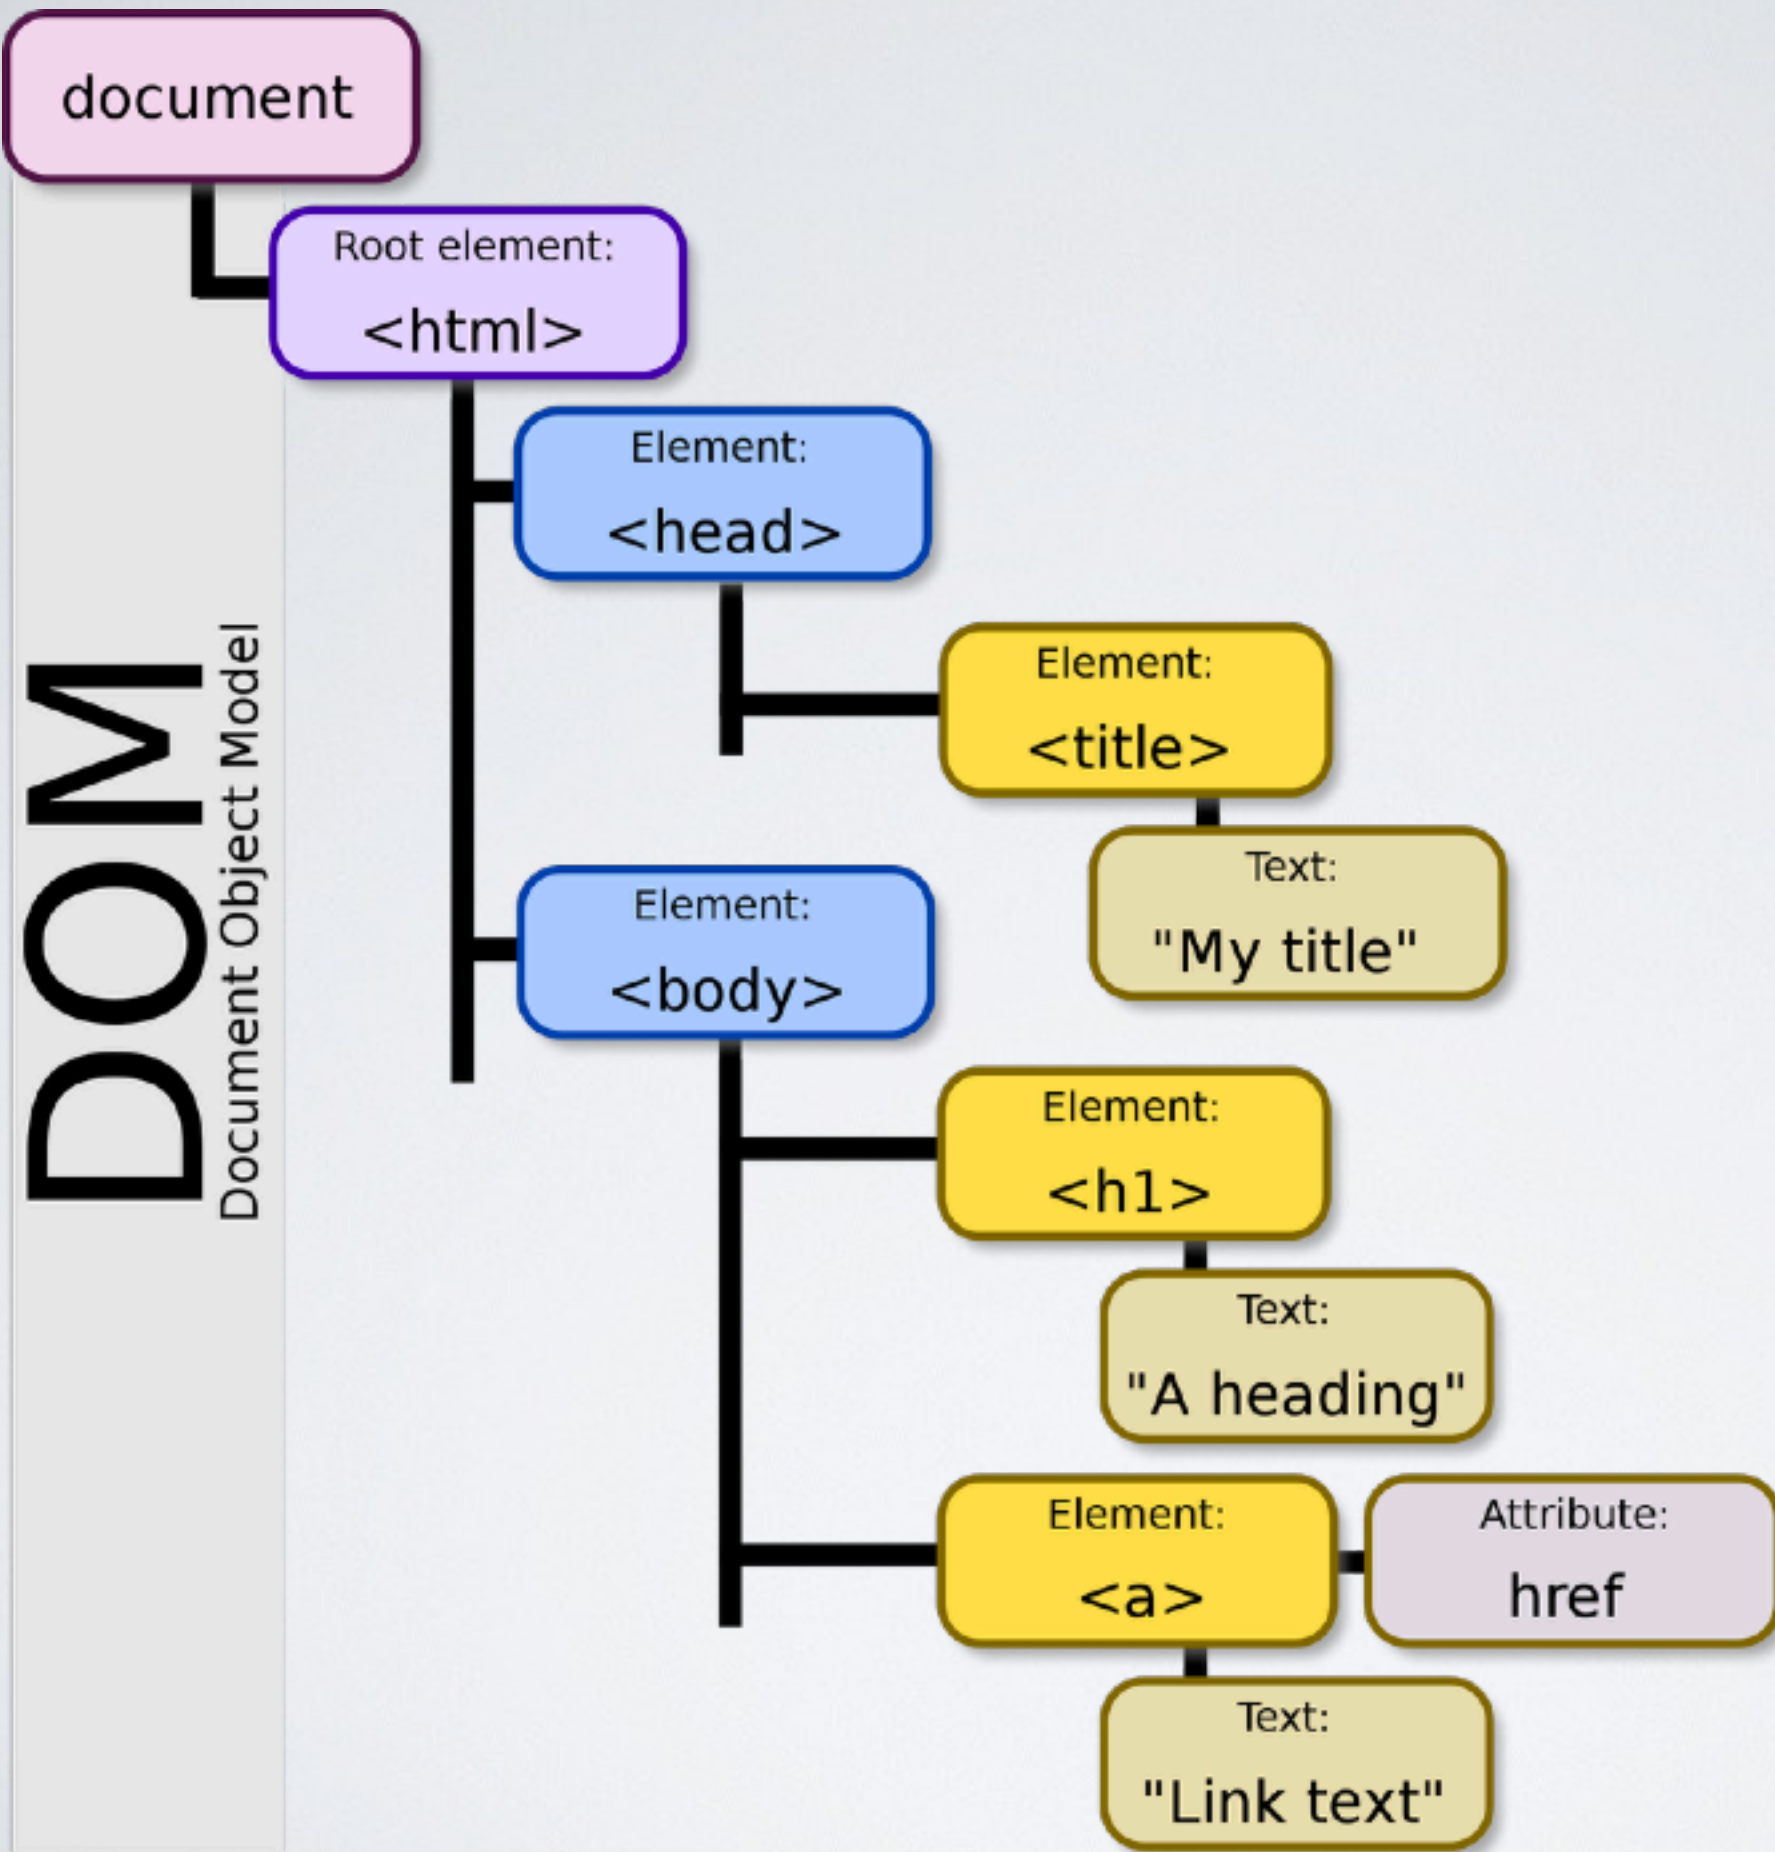 document
Root element:
<html>
Element:
<head>
Element:
<title>
Text:
"My title"
Element:
<body>
Element:
<h1>
Text:
"A heading"
Element:
<a>
Attribute:
href
Text:
"Link text"
DOM
Document Object Model